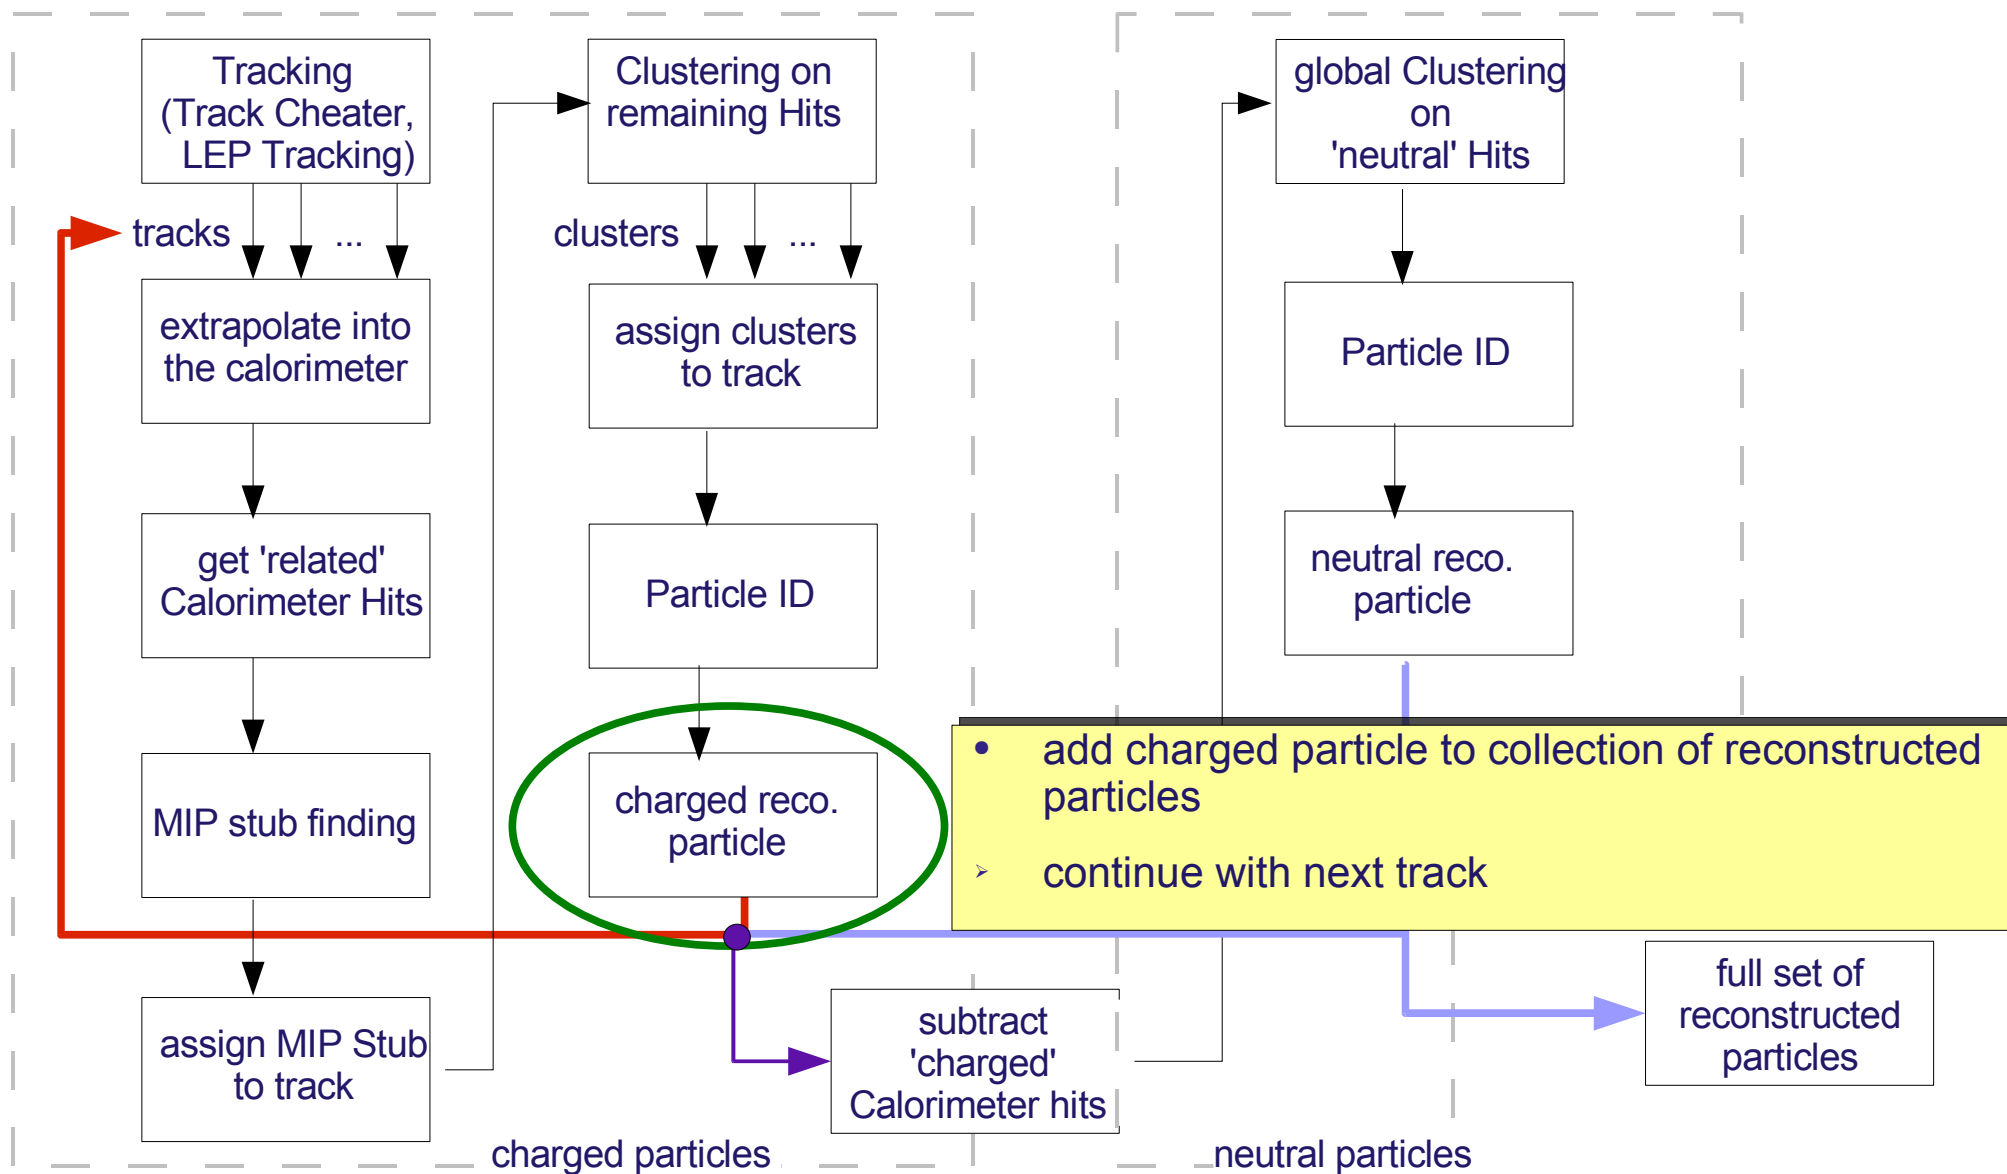 Tracking
(Track Cheater,
LEP Tracking)
tracks
...
extrapolate into
the calorimeter
get 'related'
Calorimeter Hits
MIP stub finding
assign MIP Stub
to track
Clustering on
remaining Hits
clusters
...
assign clusters
to track
Particle ID
charged reco.
particle
subtract
'charged'
Calorimeter hits
charged particles
global Clustering
on
'neutral' Hits
Particle ID
neutral reco.
particle
• add charged particle to collection of reconstructed
particles
➢ continue with next track
full set of
reconstructed
particles
neutral particles